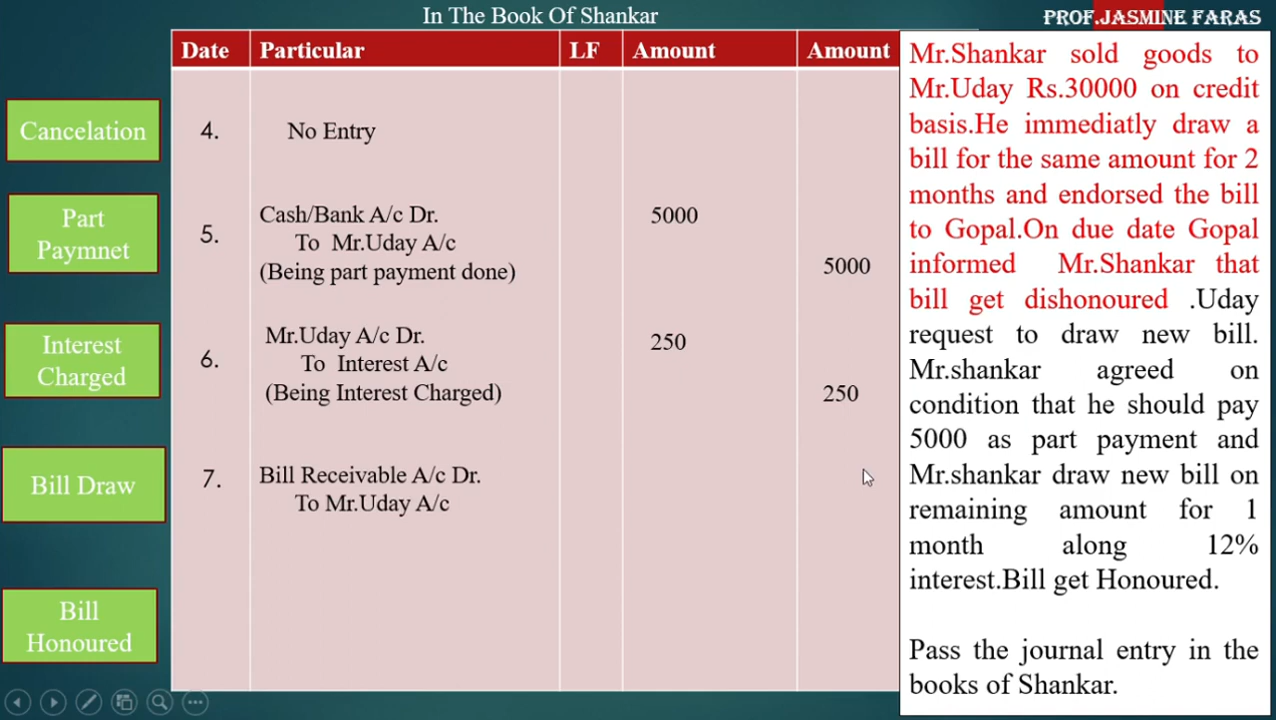 In The Book Of Shankar
PROF.JASMINE FARAS
Date Particular LF Amount Amount
Cancelation
4. No Entry
Part
Paymnet
5. Cash/Bank A/c Dr. 5000
To Mr.Uday A/c
(Being part payment done) 5000
Interest
Charged
6. Mr.Uday A/c Dr. 250
To Interest A/c
(Being Interest Charged) 250
Bill Draw
7. Bill Receivable A/c Dr.
To Mr.Uday A/c
Bill
Honoured
Mr.Shankar sold goods to
Mr.Uday Rs.30000 on credit
basis.He immediatly draw a
bill for the same amount for 2
months and endorsed the bill
to Gopal.On due date Gopal
informed Mr.Shankar that
bill get dishonoured .Uday
request to draw new bill.
Mr.shankar agreed on
condition that he should pay
5000 as part payment and
Mr.shankar draw new bill on
remaining amount for 1
month along 12%
interest.Bill get Honoured.
Pass the journal entry in the
books of Shankar.